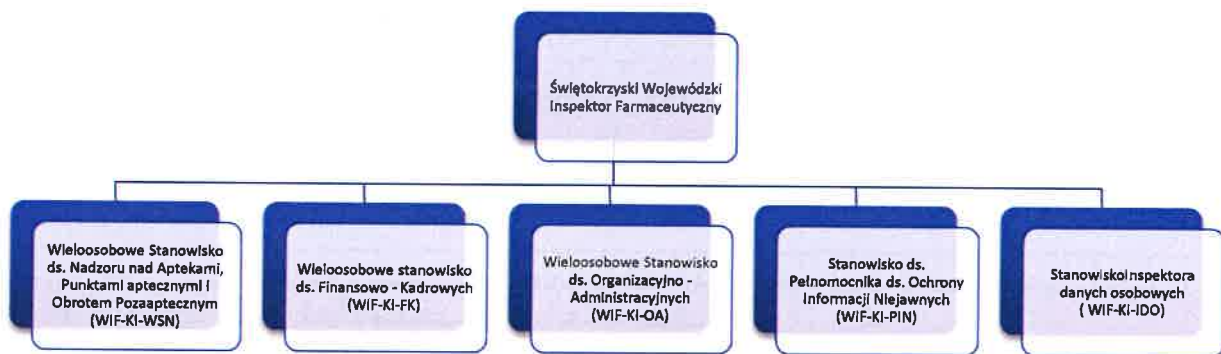 Świętokrzyski Wojewódzki
Inspektor Farmaceutyczny
Wieloosobowe Stanowisko
ds. Nadzoru nad Aptekami,
Punktami aptecznymi i
Obrotem Pozaaptecznym
(WIF-KI-WSN)
Wieloosobowe stanowisko
ds. Finansowo - Kadrowych
(WIF-KI-FK)
Wieloosobowe Stanowisko
ds. Organizacyjno -
Administracyjnych
(WIF-KI-OA)
Stanowisko ds.
Pełnomocnika ds. Ochrony
Informacji Niejawnych
(WiF-KI-PIN)
StanowiskoInspektora
danych osobowych
( WIF-Ki-IDO)